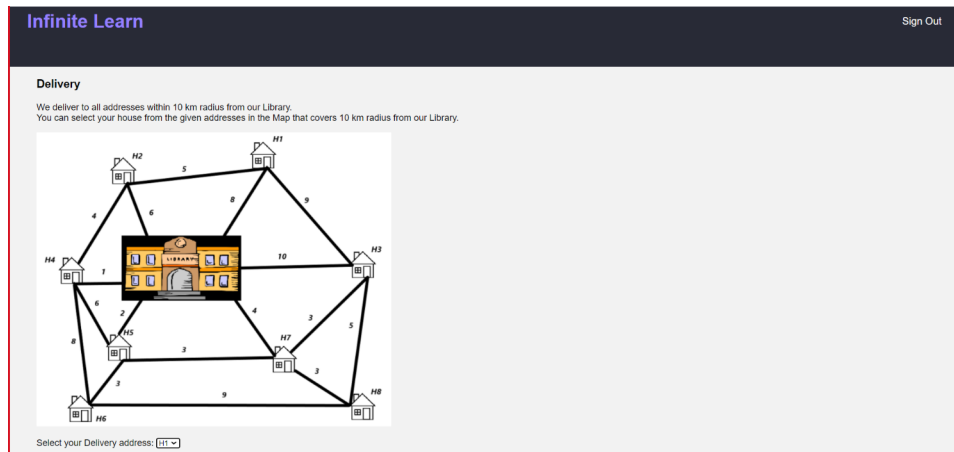 Infinite Learn
Sign Out
Delivery
We deliver to all addresses within 10 km radius from our Library.
You can select your house from the given addresses in the Map that covers 10 km radius from our Library.
H1
H2
5
8
9
4
6
LIBRARY
H3
10
H4
1
6
2
4
3
5
H5
H7
8
3
3
3
9
H8
H6
Select your Delivery address: H1